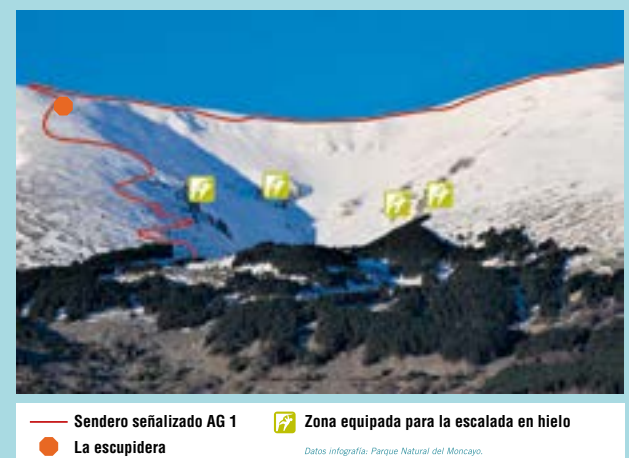 Sendero señalizado AG 1
La escupidera
Zona equipada para la escalada en hielo
Datos infografía: Parque Natural del Moncayo.